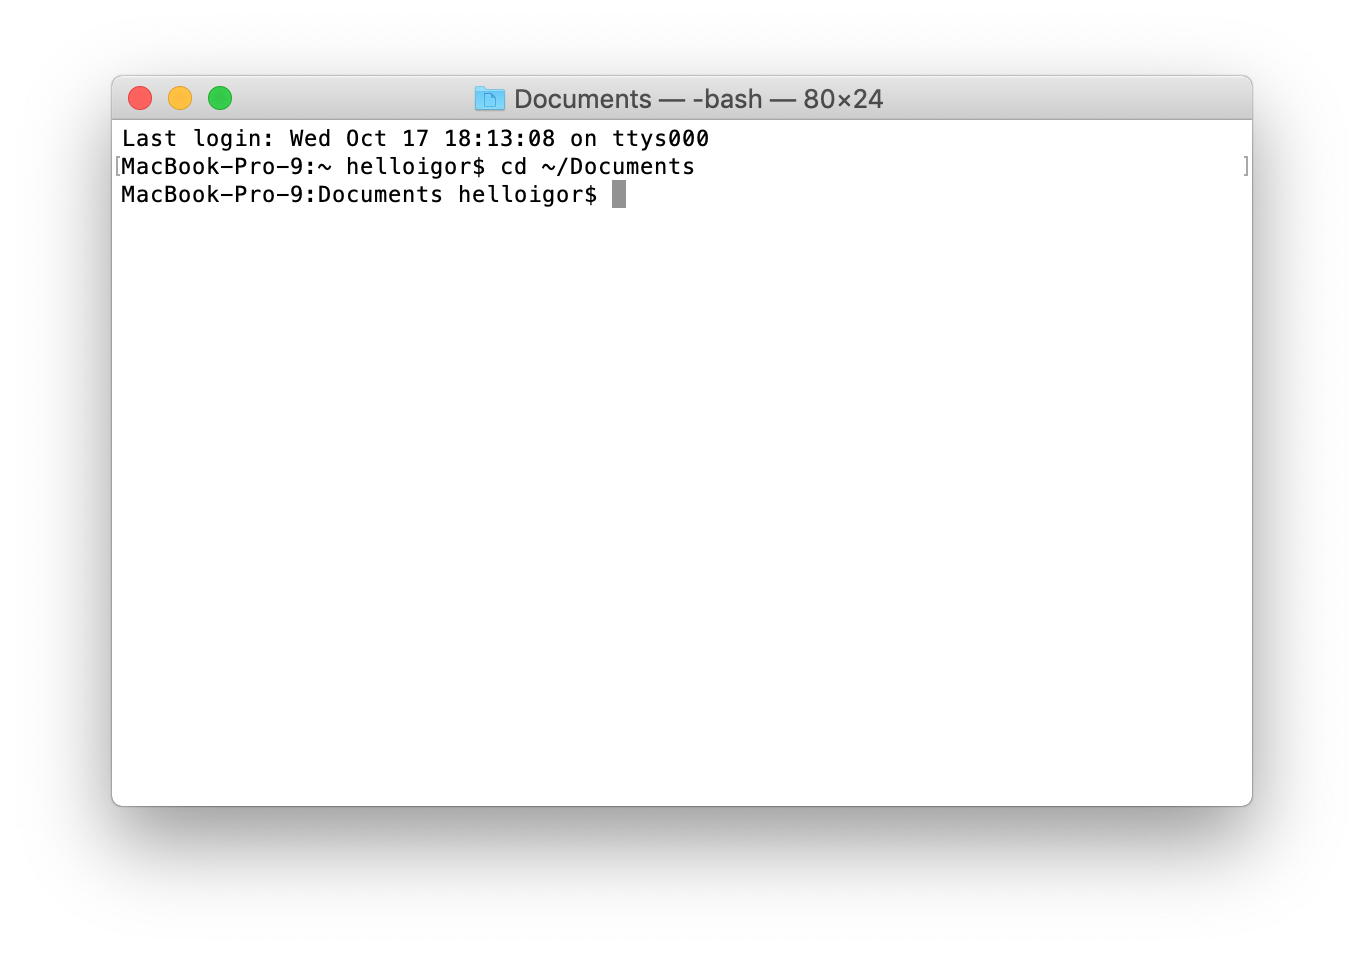 Documents — -bash — 80×24
Last login: Wed Oct 17 18:13:08 on ttys000
[MacBook-Pro-9:~ helloigor$ cd ~/Documents ]
MacBook-Pro-9:Documents helloigor$